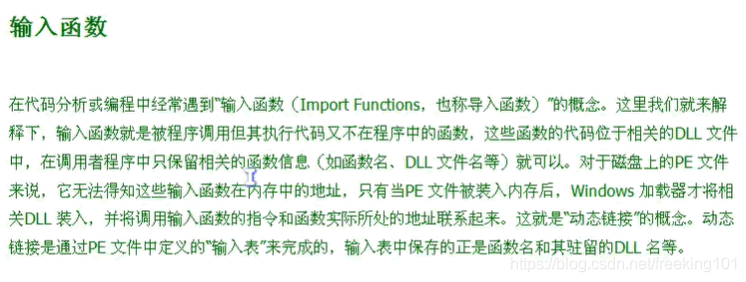 输入函数
在代码分析或编程中经常遇到“输入函数（Import Functions，也称导入函数）”的概念。这里我们就来解
释下，输入函数就是被程序调用但其执行代码又不在程序中的函数，这些函数的代码位于相关的DLL 文件
中，在调用者程序中只保留相关的函数信息（如函数名、DLL 文件名等）就可以。对于磁盘上的PE 文件
来说，它无法得知这些输入函数在内存中的地址，只有当PE 文件被装入内存后，Windows 加载器才将相
关DLL 装入，并将调用输入函数的指令和函数实际所处的地址联系起来。这就是“动态链接”的概念。动态
链接是通过PE 文件中定义的“输入表”来完成的，输入表中保存的正是函数名和其驻留的DLL 名等。
https://blog.csdn.net/freeking101